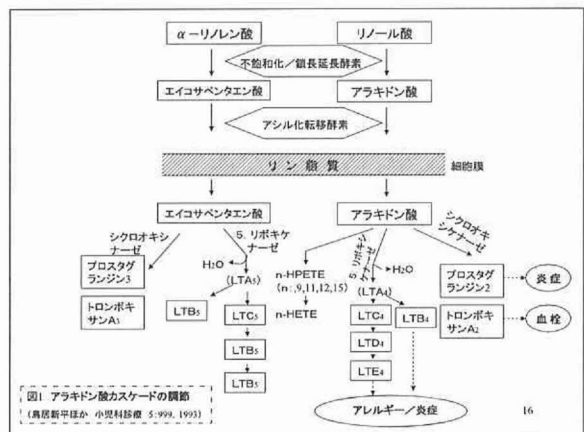 α－リノレン酸
リノール酸
不飽和化／鎖長延長酵素
エイコサペンタエン酸
アラキドン酸
アシル化転移酵素
リン脂質
細胞膜
エイコサペンタエン酸
アラキドン酸
シクロオキシ
ナーゼ
5. リポキケ
ナーゼ
5. リポキシ
ケナーゼ
シクロオキ
シケナーゼ
H2O
H2O
プロスタグ
ランジン3
(LTA5)
n-HPETE
(n:,9,11,12,15)
(LTA4)
プロスタグ
ランジン2
炎症
トロンボキ
サンA3
LTB5
LTC5
n-HETE
LTC4
LTB4
トロンボキ
サンA2
血栓
LTB5
LTD4
LTB5
LTE4
図1 アラキドン酸カスケードの調節
(鳥居新平ほか 小児科診療 5:999, 1993)
アレルギー／炎症
16